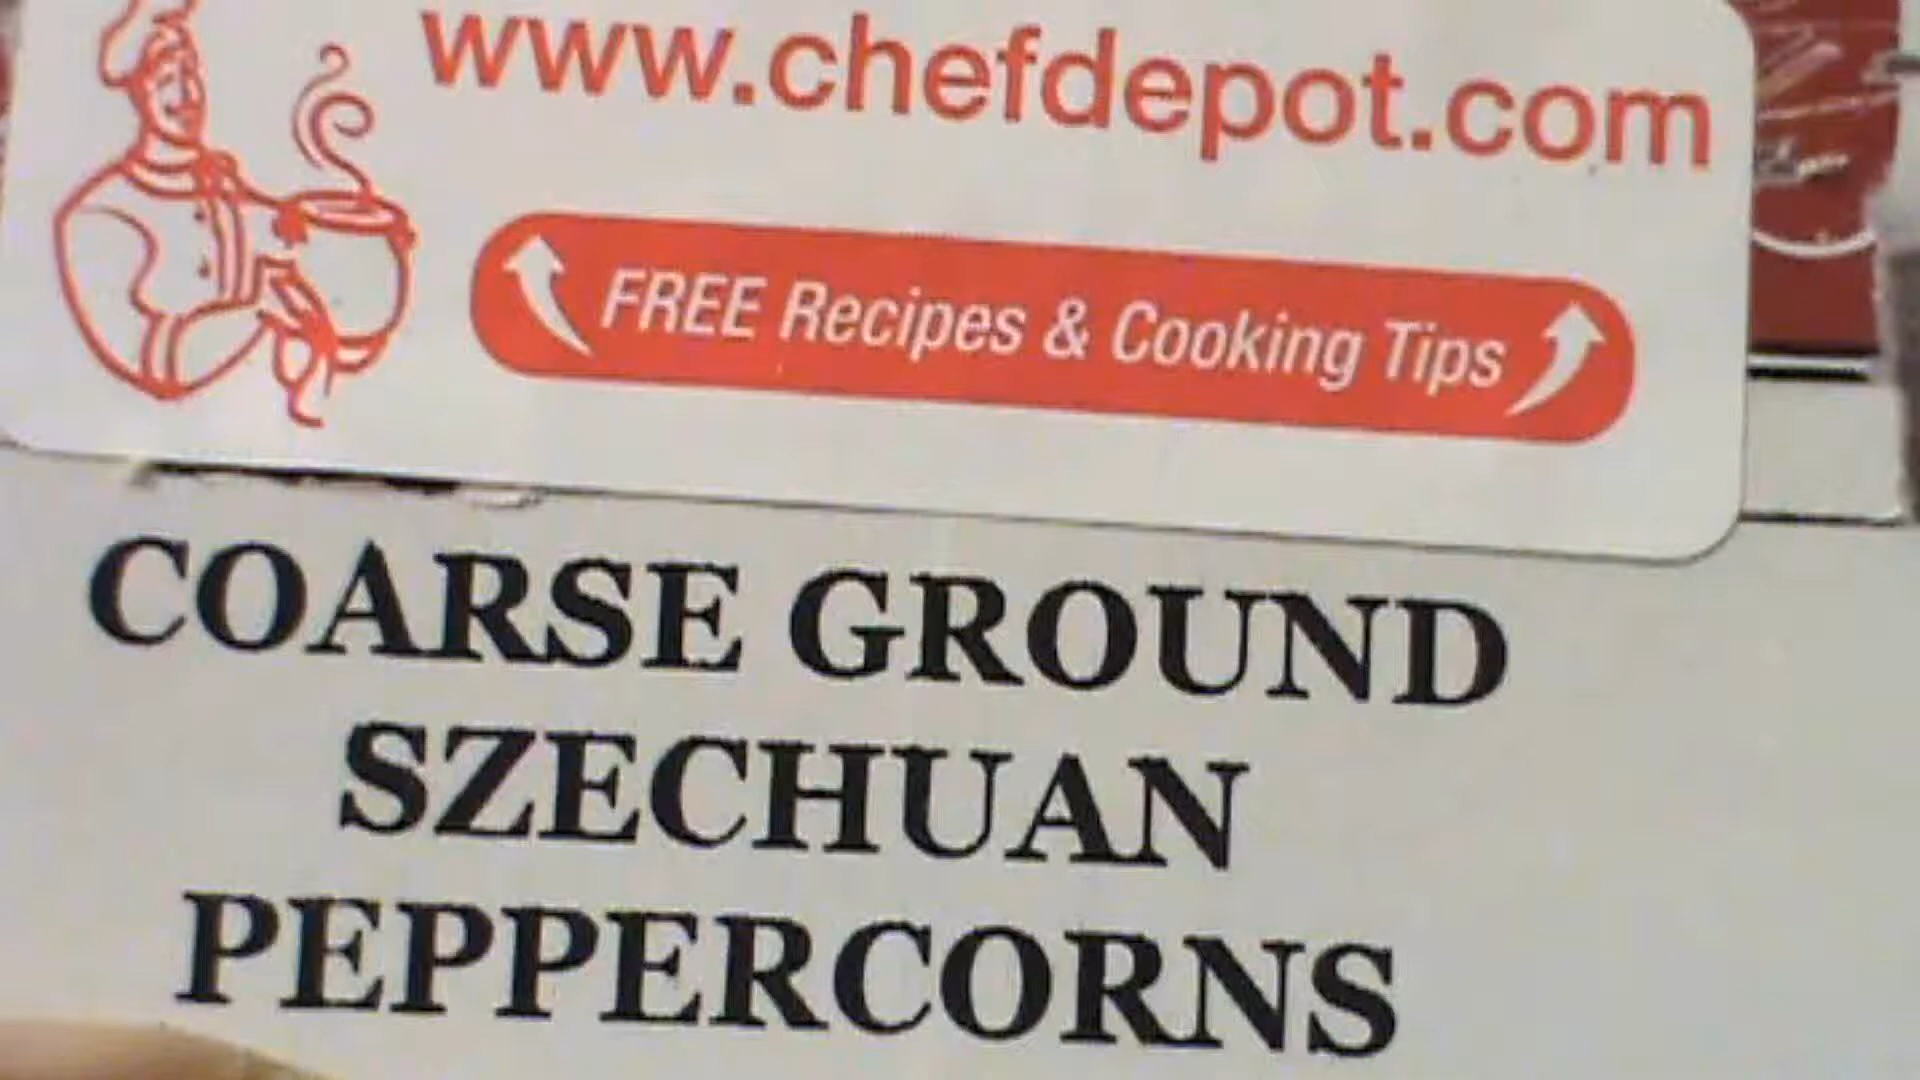 www.chefdepot.com
FREE Recipes & Cooking Tips
COARSE GROUND
SZECHUAN
PEPPERCORNS